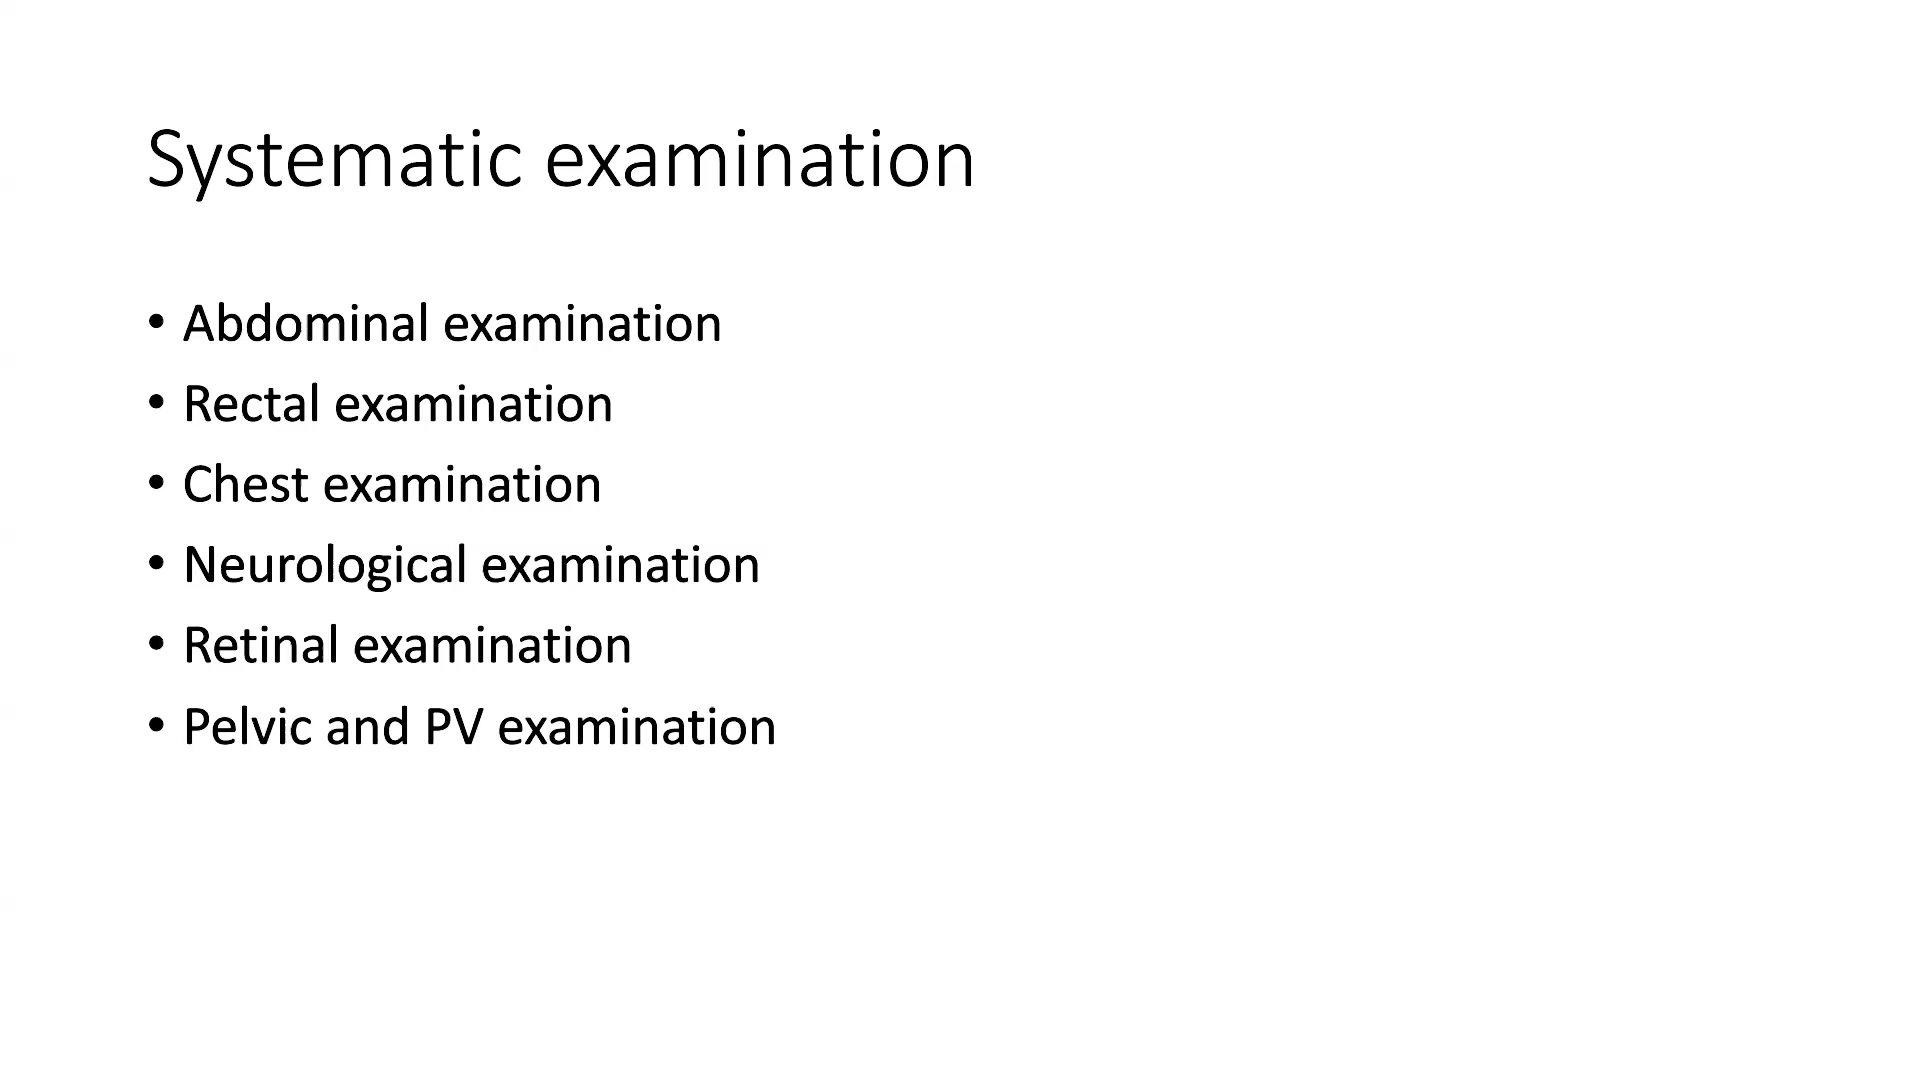 Systematic examination
• Abdominal examination
• Rectal examination
• Chest examination
• Neurological examination
• Retinal examination
• Pelvic and PV examination